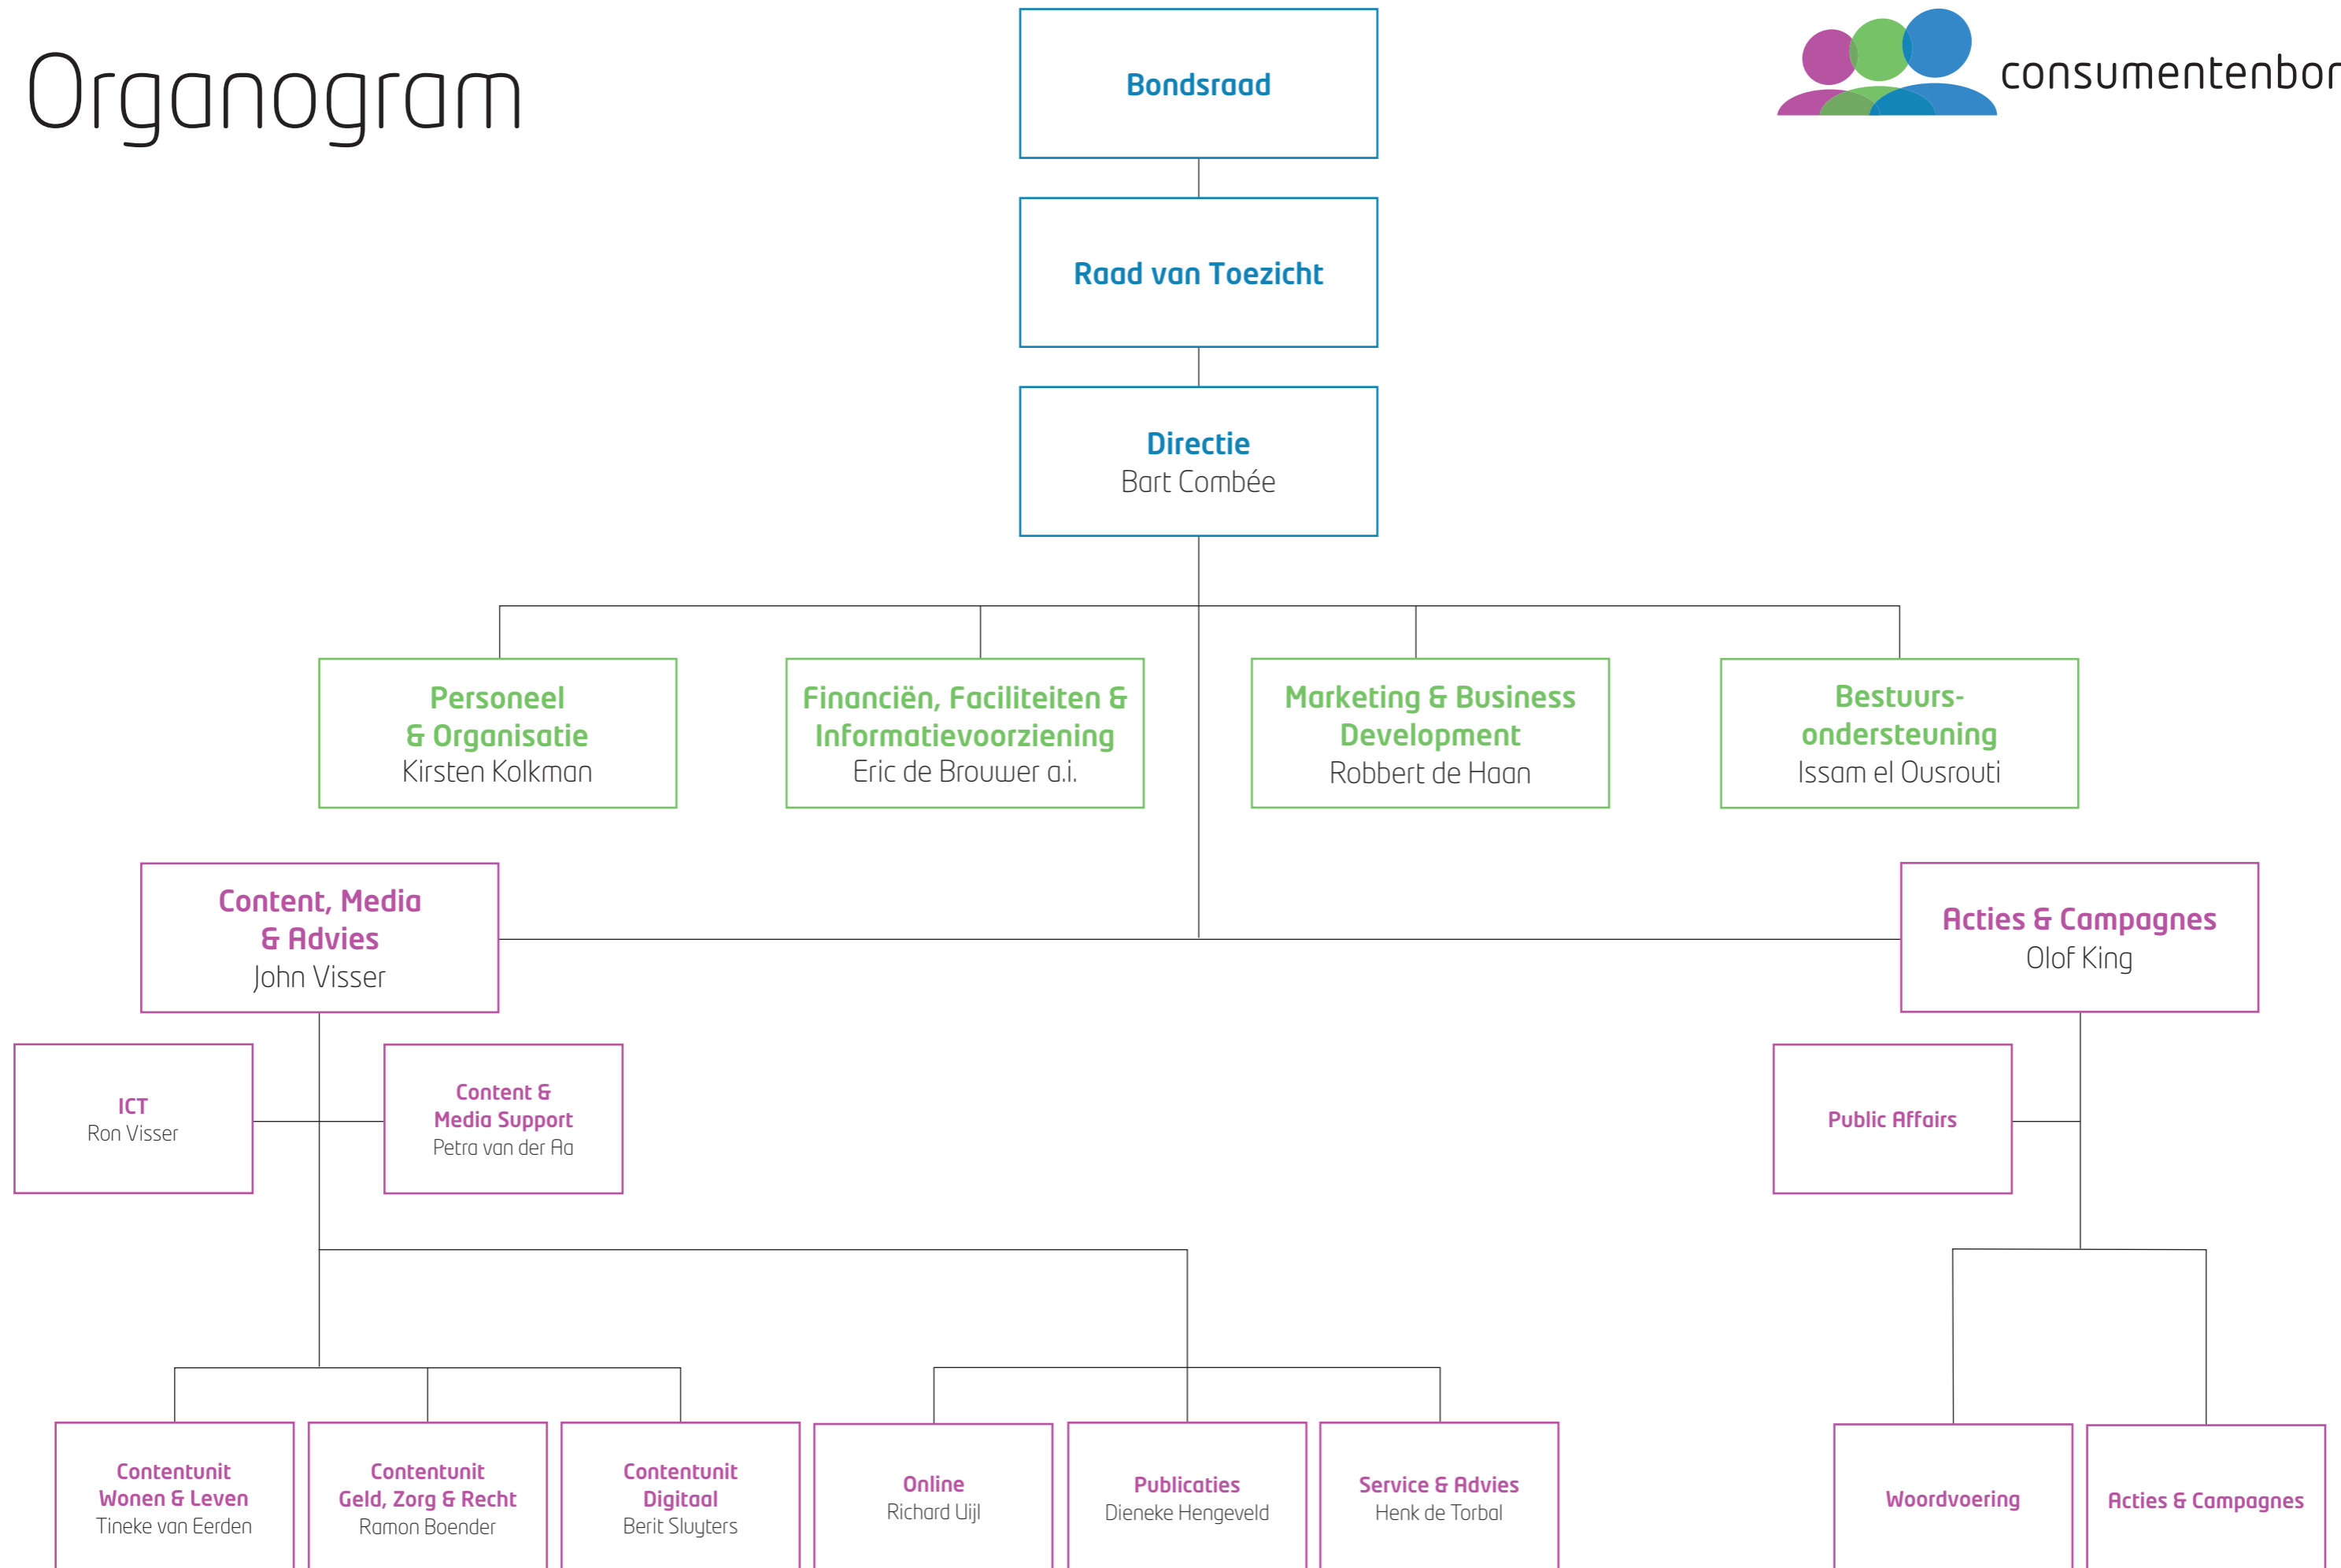 Organogram
consumentenbon
Bondsraad
Raad van Toezicht
Directie
Bart Combée
Personeel
& Organisatie
Kirsten Kolkman
Financiën, Faciliteiten &
Informatievoorziening
Eric de Brouwer a.i.
Marketing & Business
Development
Robbert de Haan
Bestuurs-
ondersteuning
Issam el Ousrouti
Content, Media
& Advies
John Visser
Acties & Campagnes
Olof King
ICT
Ron Visser
Content &
Media Support
Petra van der Aa
Public Affairs
Contentunit
Wonen & Leven
Tineke van Eerden
Contentunit
Geld, Zorg & Recht
Ramon Boender
Contentunit
Digitaal
Berit Sluyters
Online
Richard Uijl
Publicaties
Dieneke Hengeveld
Service & Advies
Henk de Torbal
Woordvoering
Acties & Campagnes